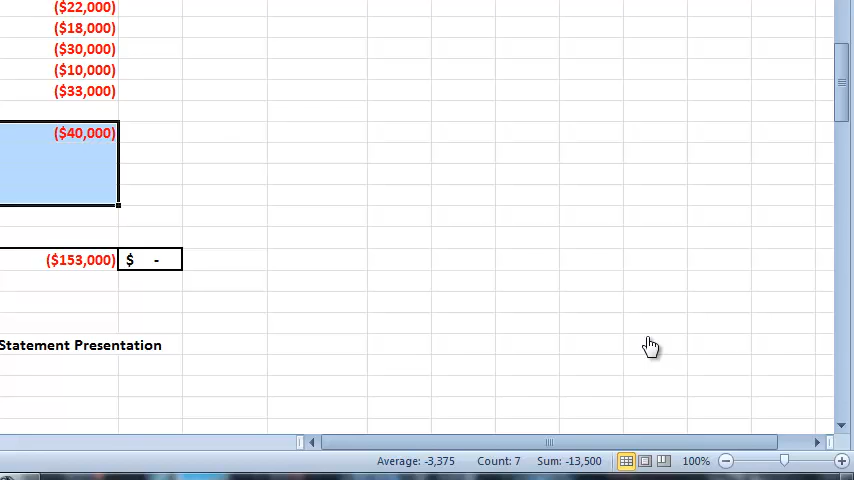 ($22,000)
($18,000)
($30,000)
($10,000)
($33,000)
($40,000)
($153,000) $ -
Statement Presentation
Average: -3,375 Count: 7 Sum: -13,500 100%